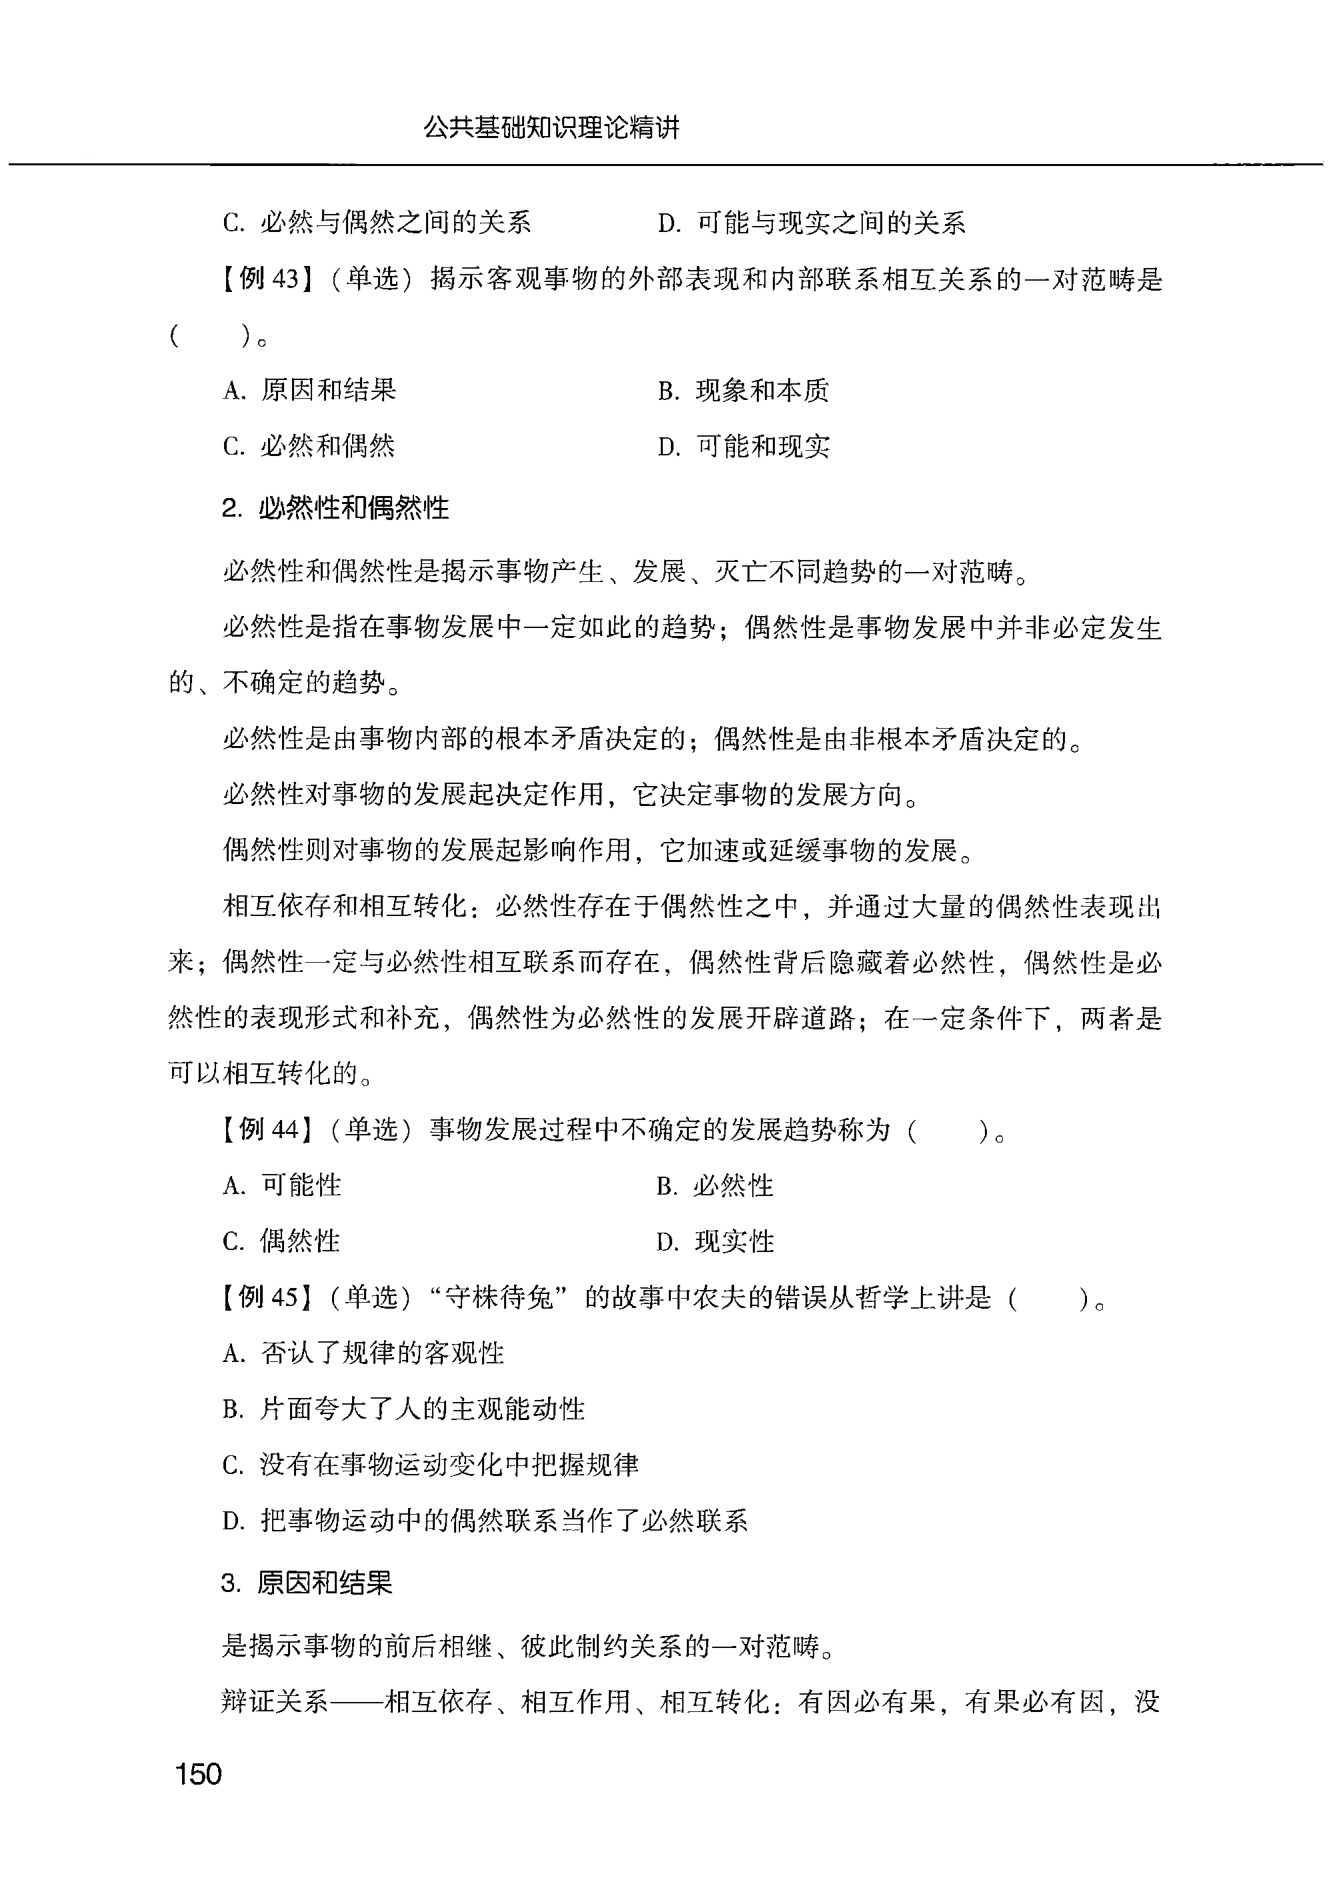 公共基础知识理论精讲
C. 必然与偶然之间的关系 D. 可能与现实之间的关系
【例 43】（单选）揭示客观事物的外部表现和内部联系相互关系的一对范畴是
（　　）。
A. 原因和结果 B. 现象和本质
C. 必然和偶然 D. 可能和现实
2. 必然性和偶然性
必然性和偶然性是揭示事物产生、发展、灭亡不同趋势的一对范畴。
必然性是指在事物发展中一定如此的趋势；偶然性是事物发展中并非必定发生
的、不确定的趋势。
必然性是由事物内部的根本矛盾决定的；偶然性是由非根本矛盾决定的。
必然性对事物的发展起决定作用，它决定事物的发展方向。
偶然性则对事物的发展起影响作用，它加速或延缓事物的发展。
相互依存和相互转化：必然性存在于偶然性之中，并通过大量的偶然性表现出
来；偶然性一定与必然性相互联系而存在，偶然性背后隐藏着必然性，偶然性是必
然性的表现形式和补充，偶然性为必然性的发展开辟道路；在一定条件下，两者是
可以相互转化的。
【例 44】（单选）事物发展过程中不确定的发展趋势称为（　　）。
A. 可能性 B. 必然性
C. 偶然性 D. 现实性
【例 45】（单选）“守株待兔”的故事中农夫的错误从哲学上讲是（　　）。
A. 否认了规律的客观性
B. 片面夸大了人的主观能动性
C. 没有在事物运动变化中把握规律
D. 把事物运动中的偶然联系当作了必然联系
3. 原因和结果
是揭示事物的前后相继、彼此制约关系的一对范畴。
辩证关系——相互依存、相互作用、相互转化：有因必有果，有果必有因，没
150